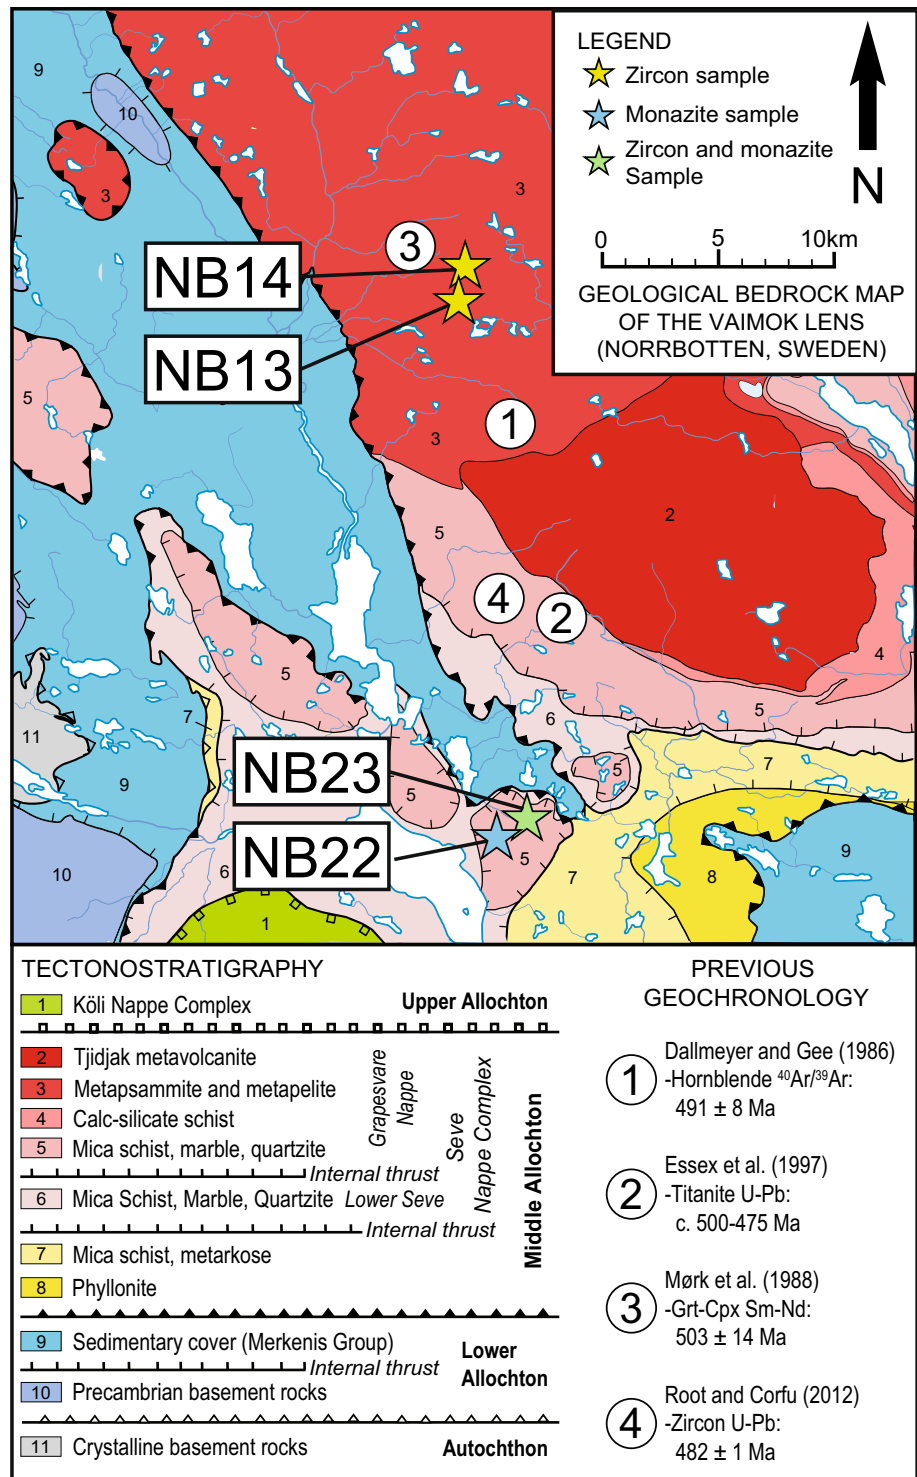 LEGEND
Zircon sample
Monazite sample
Zircon and monazite
Sample
N
0 5 10km
GEOLOGICAL BEDROCK MAP
OF THE VAIMOK LENS
(NORRBOTTEN, SWEDEN)
9
10
3
3
3
NB14
NB13
5
3
1
5
2
4
2
4
5
5
6
7
5
NB23
7
11
9
5
5
NB22
6
10
5
7
8
9
1
TECTONOSTRATIGRAPHY
1 Köli Nappe Complex Upper Allochton
2 Tjidjak metavolcanite
3 Metapsammite and metapelite
4 Calc-silicate schist
5 Mica schist, marble, quartzite
Grapesvare
Nappe
Seve
Nappe Complex
Middle Allochton
Internal thrust
6 Mica Schist, Marble, Quartzite Lower Seve
Internal thrust
7 Mica schist, metarkose
8 Phyllonite
9 Sedimentary cover (Merkenis Group)
Internal thrust
Lower
Allochton
10 Precambrian basement rocks
11 Crystalline basement rocks Autochthon
PREVIOUS
GEOCHRONOLOGY
1 Dallmeyer and Gee (1986)
-Hornblende ⁴⁰Ar/³⁹Ar:
491 ± 8 Ma
2 Essex et al. (1997)
-Titanite U-Pb:
c. 500-475 Ma
3 Mørk et al. (1988)
-Grt-Cpx Sm-Nd:
503 ± 14 Ma
4 Root and Corfu (2012)
-Zircon U-Pb:
482 ± 1 Ma